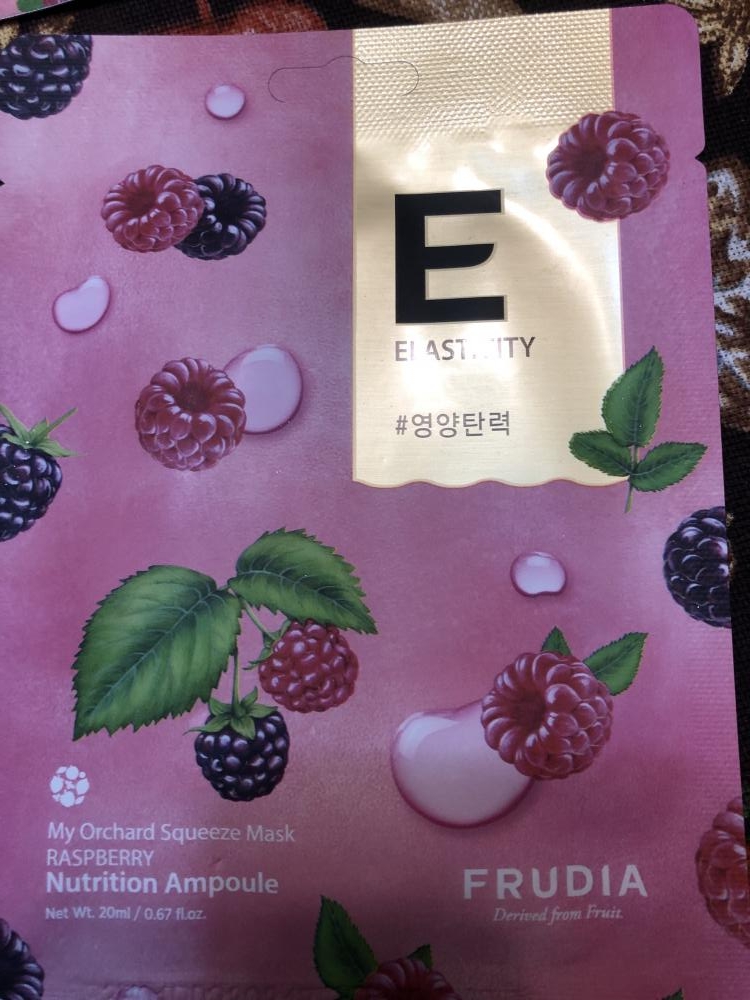 E
ELASTICITY
#영양탄력
My Orchard Squeeze Mask
RASPBERRY
Nutrition Ampoule
Net Wt. 20ml / 0.67 fl.oz.
FRUDIA
Derived from Fruit